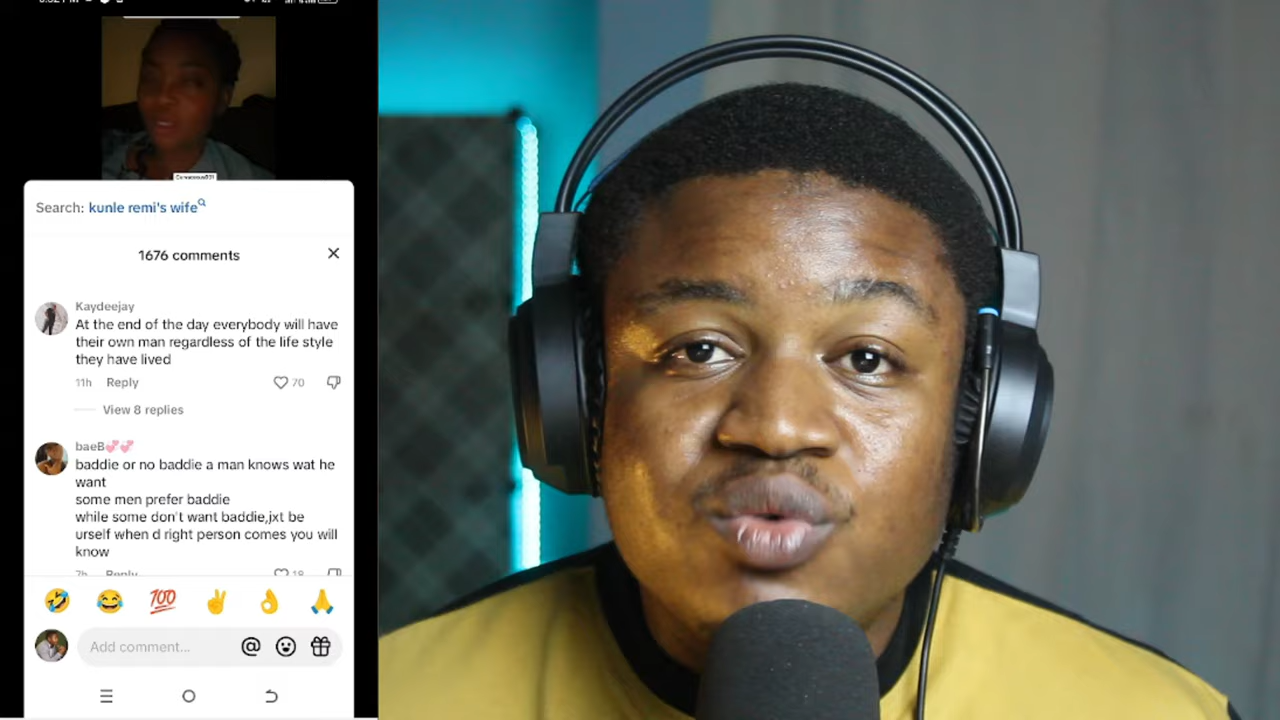 Search: kunle remi's wife
1676 comments
Kaydeejay
At the end of the day everybody will have
their own man regardless of the life style
they have lived
11h Reply
70
View 8 replies
baeB💕💕
baddie or no baddie a man knows wat he
want
some men prefer baddie
while some don't want baddie,jxt be
urself when d right person comes you will
know
7h Reply
18
💯
Add comment...
@